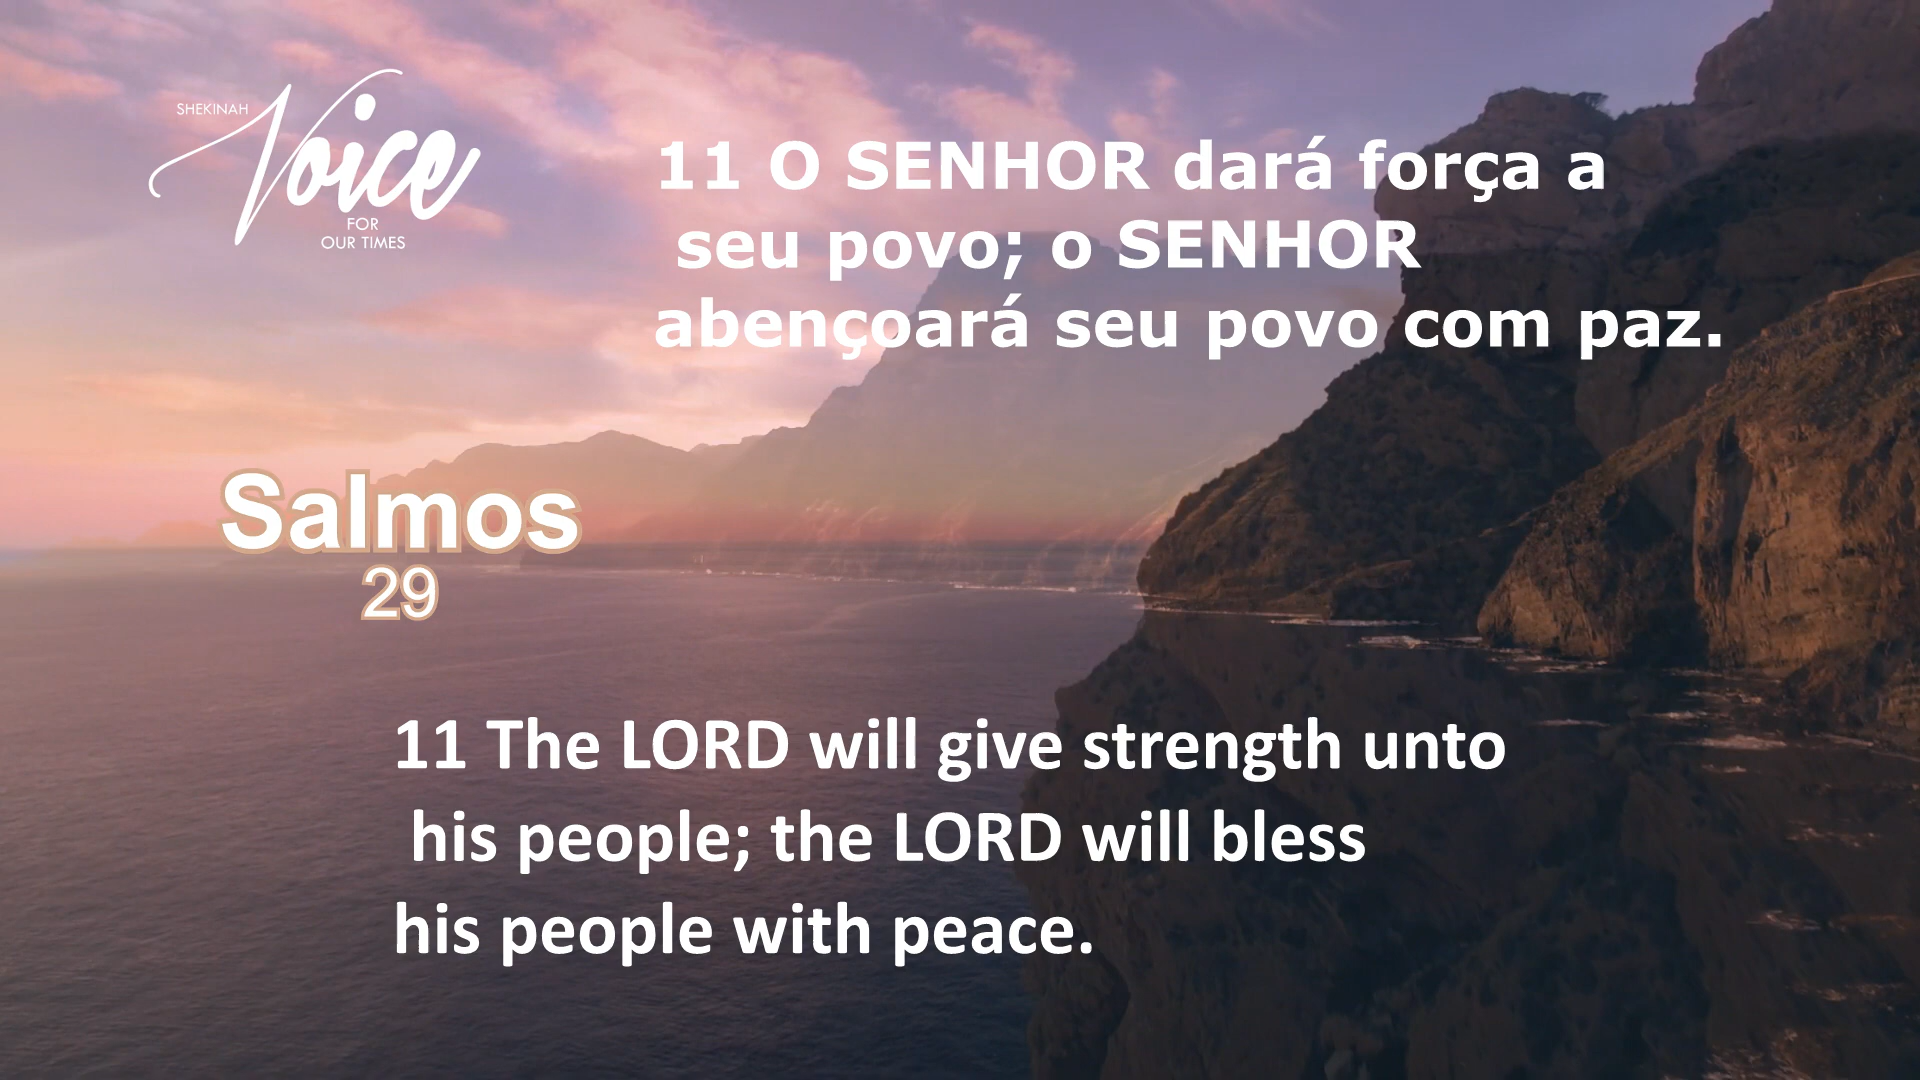 SHEKINAH
Voice
FOR
OUR TIMES
11 O SENHOR dará força a
seu povo; o SENHOR
abençoará seu povo com paz.
Salmos
29
11 The LORD will give strength unto
his people; the LORD will bless
his people with peace.